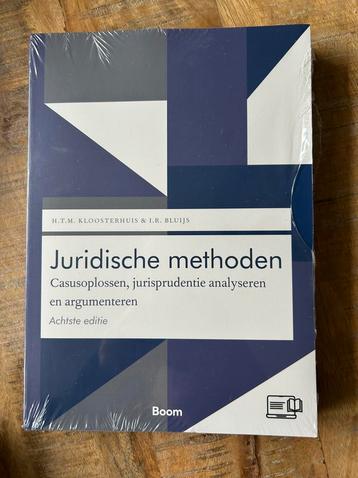 H.T.M. KLOOSTERHUIS & I.R. BLUIJS
Juridische methoden
Casusoplossen, jurisprudentie analyseren
en argumenteren
Achtste editie
Boom